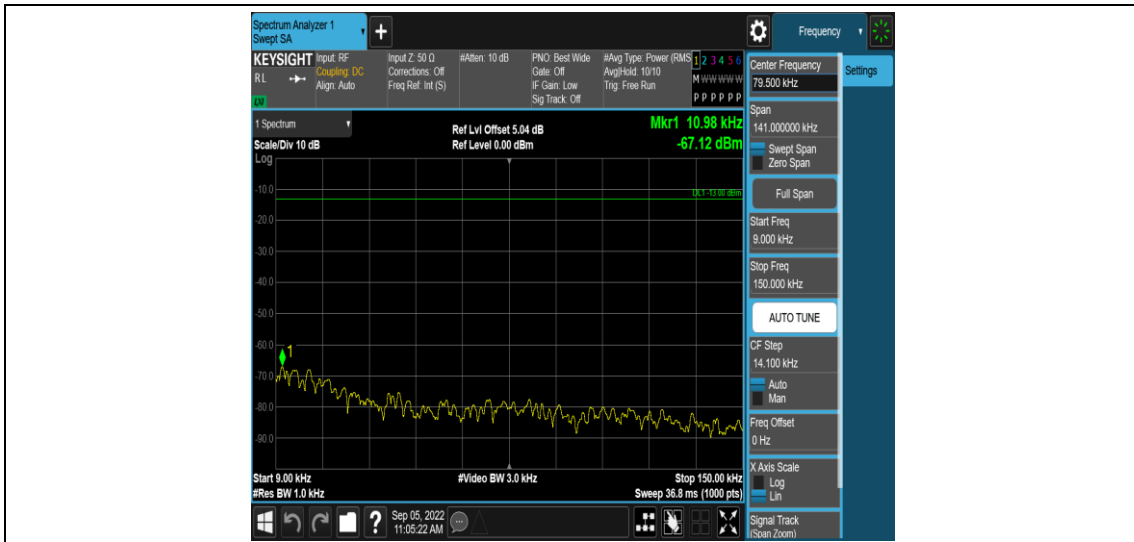 Spectrum Analyzer 1
Swept SA
Frequency
KEYSIGHT
RL
LXI
Input: RF
Coupling: DC
Align: Auto
Input Z: 50 Ω
Corrections: Off
Freq Ref: Int (S)
#Atten: 10 dB
PNO: Best Wide
Gate: Off
IF Gain: Low
Sig Track: Off
#Avg Type: Power (RMS
Avg|Hold: 10/10
Trig: Free Run
1 2 3 4 5 6
M W W W W W
P P P P P P
1 Spectrum
Scale/Div 10 dB
Log
Ref Lvl Offset 5.04 dB
Ref Level 0.00 dBm
Mkr1 10.98 kHz
-67.12 dBm
DL1 -13.00 dBm
-10.0
-20.0
-30.0
-40.0
-50.0
-60.0
1
-70.0
-80.0
-90.0
Start 9.00 kHz
#Res BW 1.0 kHz
#Video BW 3.0 kHz
Stop 150.00 kHz
Sweep 36.8 ms (1000 pts)
Center Frequency
79.500 kHz
Settings
Span
141.000000 kHz
Swept Span
Zero Span
Full Span
Start Freq
9.000 kHz
Stop Freq
150.000 kHz
AUTO TUNE
CF Step
14.100 kHz
Auto
Man
Freq Offset
0 Hz
X Axis Scale
Log
Lin
Signal Track
(Span Zoom)
?
Sep 05, 2022
11:05:22 AM